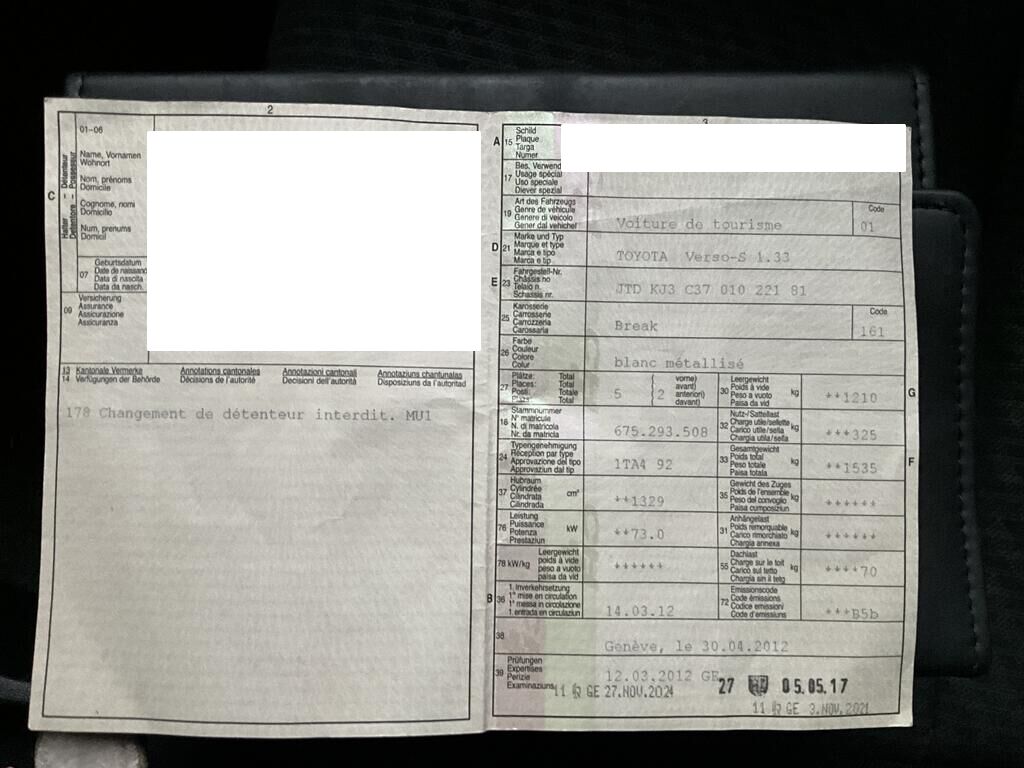 2
01-06
Name, Vornamen
Wohnort
Nom, prénoms
Domicile
Cognome, nomi
Domicilio
Num, prenums
Domicil
C
Halter – Détenteur
Detentore – Possessur
07
Geburtsdatum
Date de naissance
Data di nascita
Data da nasch.
09
Versicherung
Assurance
Assicurazione
Assicuranza
13 Kantonale Vermerke Annotations cantonales Annotazioni cantonali Annotaziuns chantunalas
14 Verfügungen der Behörde Décisions de l'autorité Decisioni dell'autorità Disposiziuns da l'autoritad
178 Changement de détenteur interdit. MU1
3
A 15
Schild
Plaque
Targa
Numer
17
Bes. Verwend
Usage spécial
Uso speciale
Diever spezial
19
Art des Fahrzeugs
Genre de véhicule
Genere di veicolo
Gener dal vehichel
Voiture de tourisme
Code
01
D 21
Marke und Typ
Marque et type
Marca e tipo
Marca e tip
TOYOTA Verso-S 1.33
E 23
Fahrgestell-Nr.
Châssis no
Telaio n.
Schassis nr.
JTD KJ3 C37 010 221 81
25
Karosserie
Carrosserie
Carrozzeria
Carossaria
Break
Code
161
26
Farbe
Couleur
Colore
Colur
blanc métallisé
27
Plätze: Total
Places: Total
Posti: Totale
Plazs: Total
5
( vorne)
2 avant)
anteriori)
davant)
30
Leergewicht
Poids à vide
Peso a vuoto
Paisa da vid
kg
**1210
G
18
Stammnummer
N° matricule
N. di matricola
Nr. da matricla
675.293.508
32
Nutz-/Sattellast
Charge utile/sellette
Carico utile/sella
Chargia utila/sella
kg
***325
24
Typengenehmigung
Réception par type
Approvazione del tipo
Approvaziun dal tip
1TA4 92
33
Gesamtgewicht
Poids total
Peso totale
Paisa totala
kg
**1535
F
37
Hubraum
Cylindrée
Cilindrata
Cilindrada
cm³
**1329
35
Gewicht des Zuges
Poids de l'ensemble
Peso del convoglio
Paisa cumposiziun
kg
******
76
Leistung
Puissance
Potenza
Prestaziun
kW
**73.0
31
Anhängelast
Poids remorquable
Carico rimorchiato
Chargia annexa
kg
******
78 kW/kg
Leergewicht
poids à vide
peso a vuoto
paisa da vid
******
55
Dachlast
Charge sur le toit
Carico sul tetto
Chargia sin il tetg
kg
****70
B 36
1. Inverkehrsetzung
1re mise en circulation
1a messa in circolazione
1. entrada en circulaziun
14.03.12
72
Emissionscode
Code émissions
Codice emissioni
Code d'emissiuns
***B5b
38
Genève, le 30.04.2012
39
Prüfungen
Expertises
Perizie
Examinaziuns
12.03.2012 GE
27 05.05.17
11 GE 27.NOV.2024
11 GE 3.NOV.2021